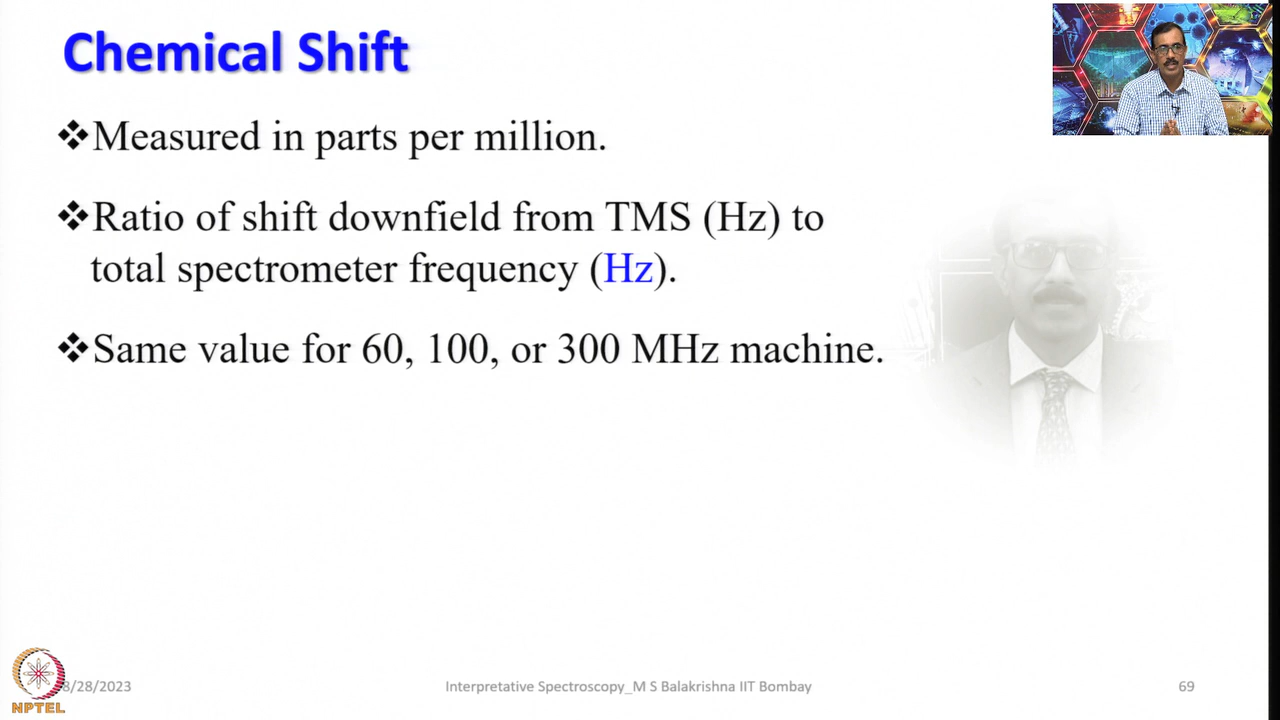 Chemical Shift
❖Measured in parts per million.
❖Ratio of shift downfield from TMS (Hz) to
total spectrometer frequency (Hz).
❖Same value for 60, 100, or 300 MHz machine.
8/28/2023
Interpretative Spectroscopy_M S Balakrishna IIT Bombay
69
NPTEL